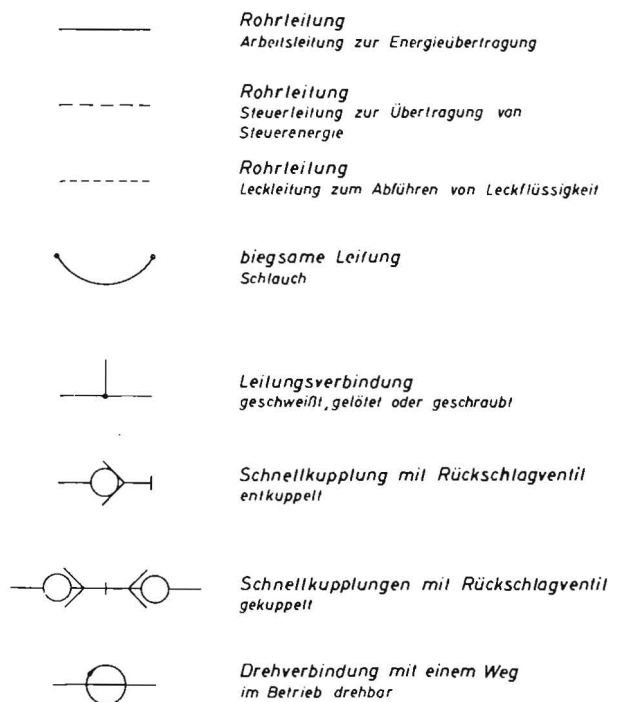 Rohrleitung
Arbeitsleitung zur Energieübertragung
Rohrleitung
Steuerleitung zur Übertragung von
Steuerenergie
Rohrleitung
Leckleitung zum Abführen von Leckflüssigkeit
biegsame Leitung
Schlauch
Leitungsverbindung
geschweißt, gelötet oder geschraubt
Schnellkupplung mit Rückschlagventil
entkuppelt
Schnellkupplungen mit Rückschlagventil
gekuppelt
Drehverbindung mit einem Weg
im Betrieb drehbar